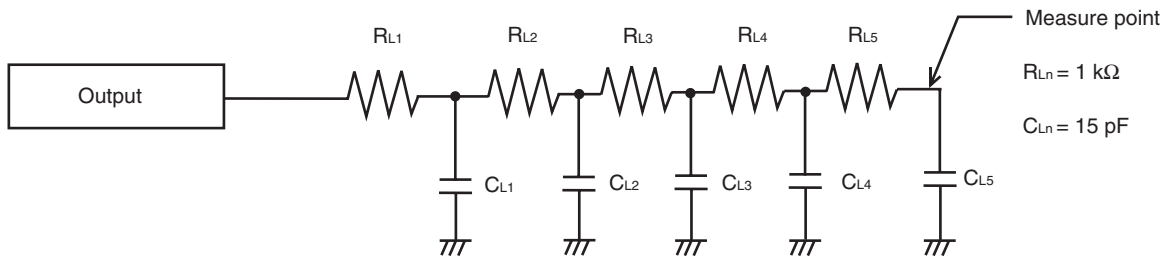 Output
RL1
RL2
RL3
RL4
RL5
Measure point
RLn = 1 kΩ
CLn = 15 pF
CL1
CL2
CL3
CL4
CL5